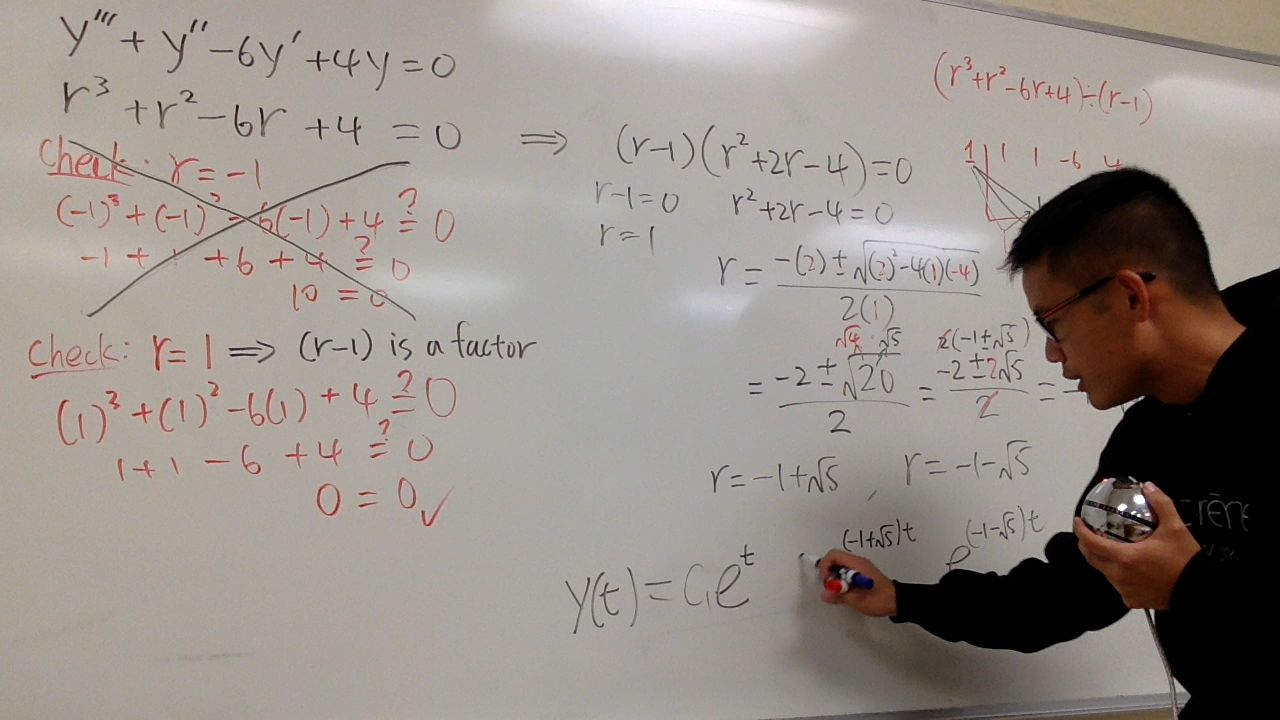 y''' + y'' - 6y' + 4y = 0
r³ + r² - 6r + 4 = 0 ⇒ (r-1)(r²+2r-4)=0
Check: r = -1
(-1)³ + (-1)² - 6(-1) + 4 ≟ 0
-1 + 1 + 6 + 4 ≟ 0
10 = 0
Check: r = 1 ⇒ (r-1) is a factor
(1)³ + (1)² - 6(1) + 4 ≟ 0
1 + 1 - 6 + 4 ≟ 0
0 = 0 ✓
r-1=0 r²+2r-4=0
r=1
r = (-(2) ± √((2)²-4(1)(-4))) / 2(1)
√4 · √5 2(-1±√5)
= (-2 ± √20) / 2 = (-2 ± 2√5) / 2 = -
r = -1+√5 , r = -1-√5
y(t) = C₁e^t (-1+√5)t e^(-1-√5)t
(r³+r²-6r+4)÷(r-1)
1 | 1 1 -6 4
crēne